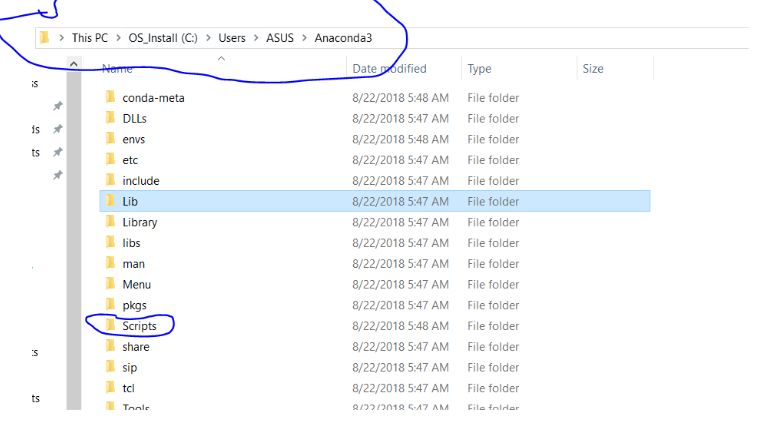 This PC > OS_Install (C:) > Users > ASUS > Anaconda3
Name Date modified Type Size
conda-meta 8/22/2018 5:48 AM File folder
DLLs 8/22/2018 5:47 AM File folder
envs 8/22/2018 5:48 AM File folder
etc 8/22/2018 5:47 AM File folder
include 8/22/2018 5:47 AM File folder
Lib 8/22/2018 5:47 AM File folder
Library 8/22/2018 5:47 AM File folder
libs 8/22/2018 5:47 AM File folder
man 8/22/2018 5:47 AM File folder
Menu 8/22/2018 5:47 AM File folder
pkgs 8/22/2018 5:47 AM File folder
Scripts 8/22/2018 5:48 AM File folder
share 8/22/2018 5:47 AM File folder
sip 8/22/2018 5:47 AM File folder
tcl 8/22/2018 5:47 AM File folder
Tools 8/22/2018 5:47 AM File folder